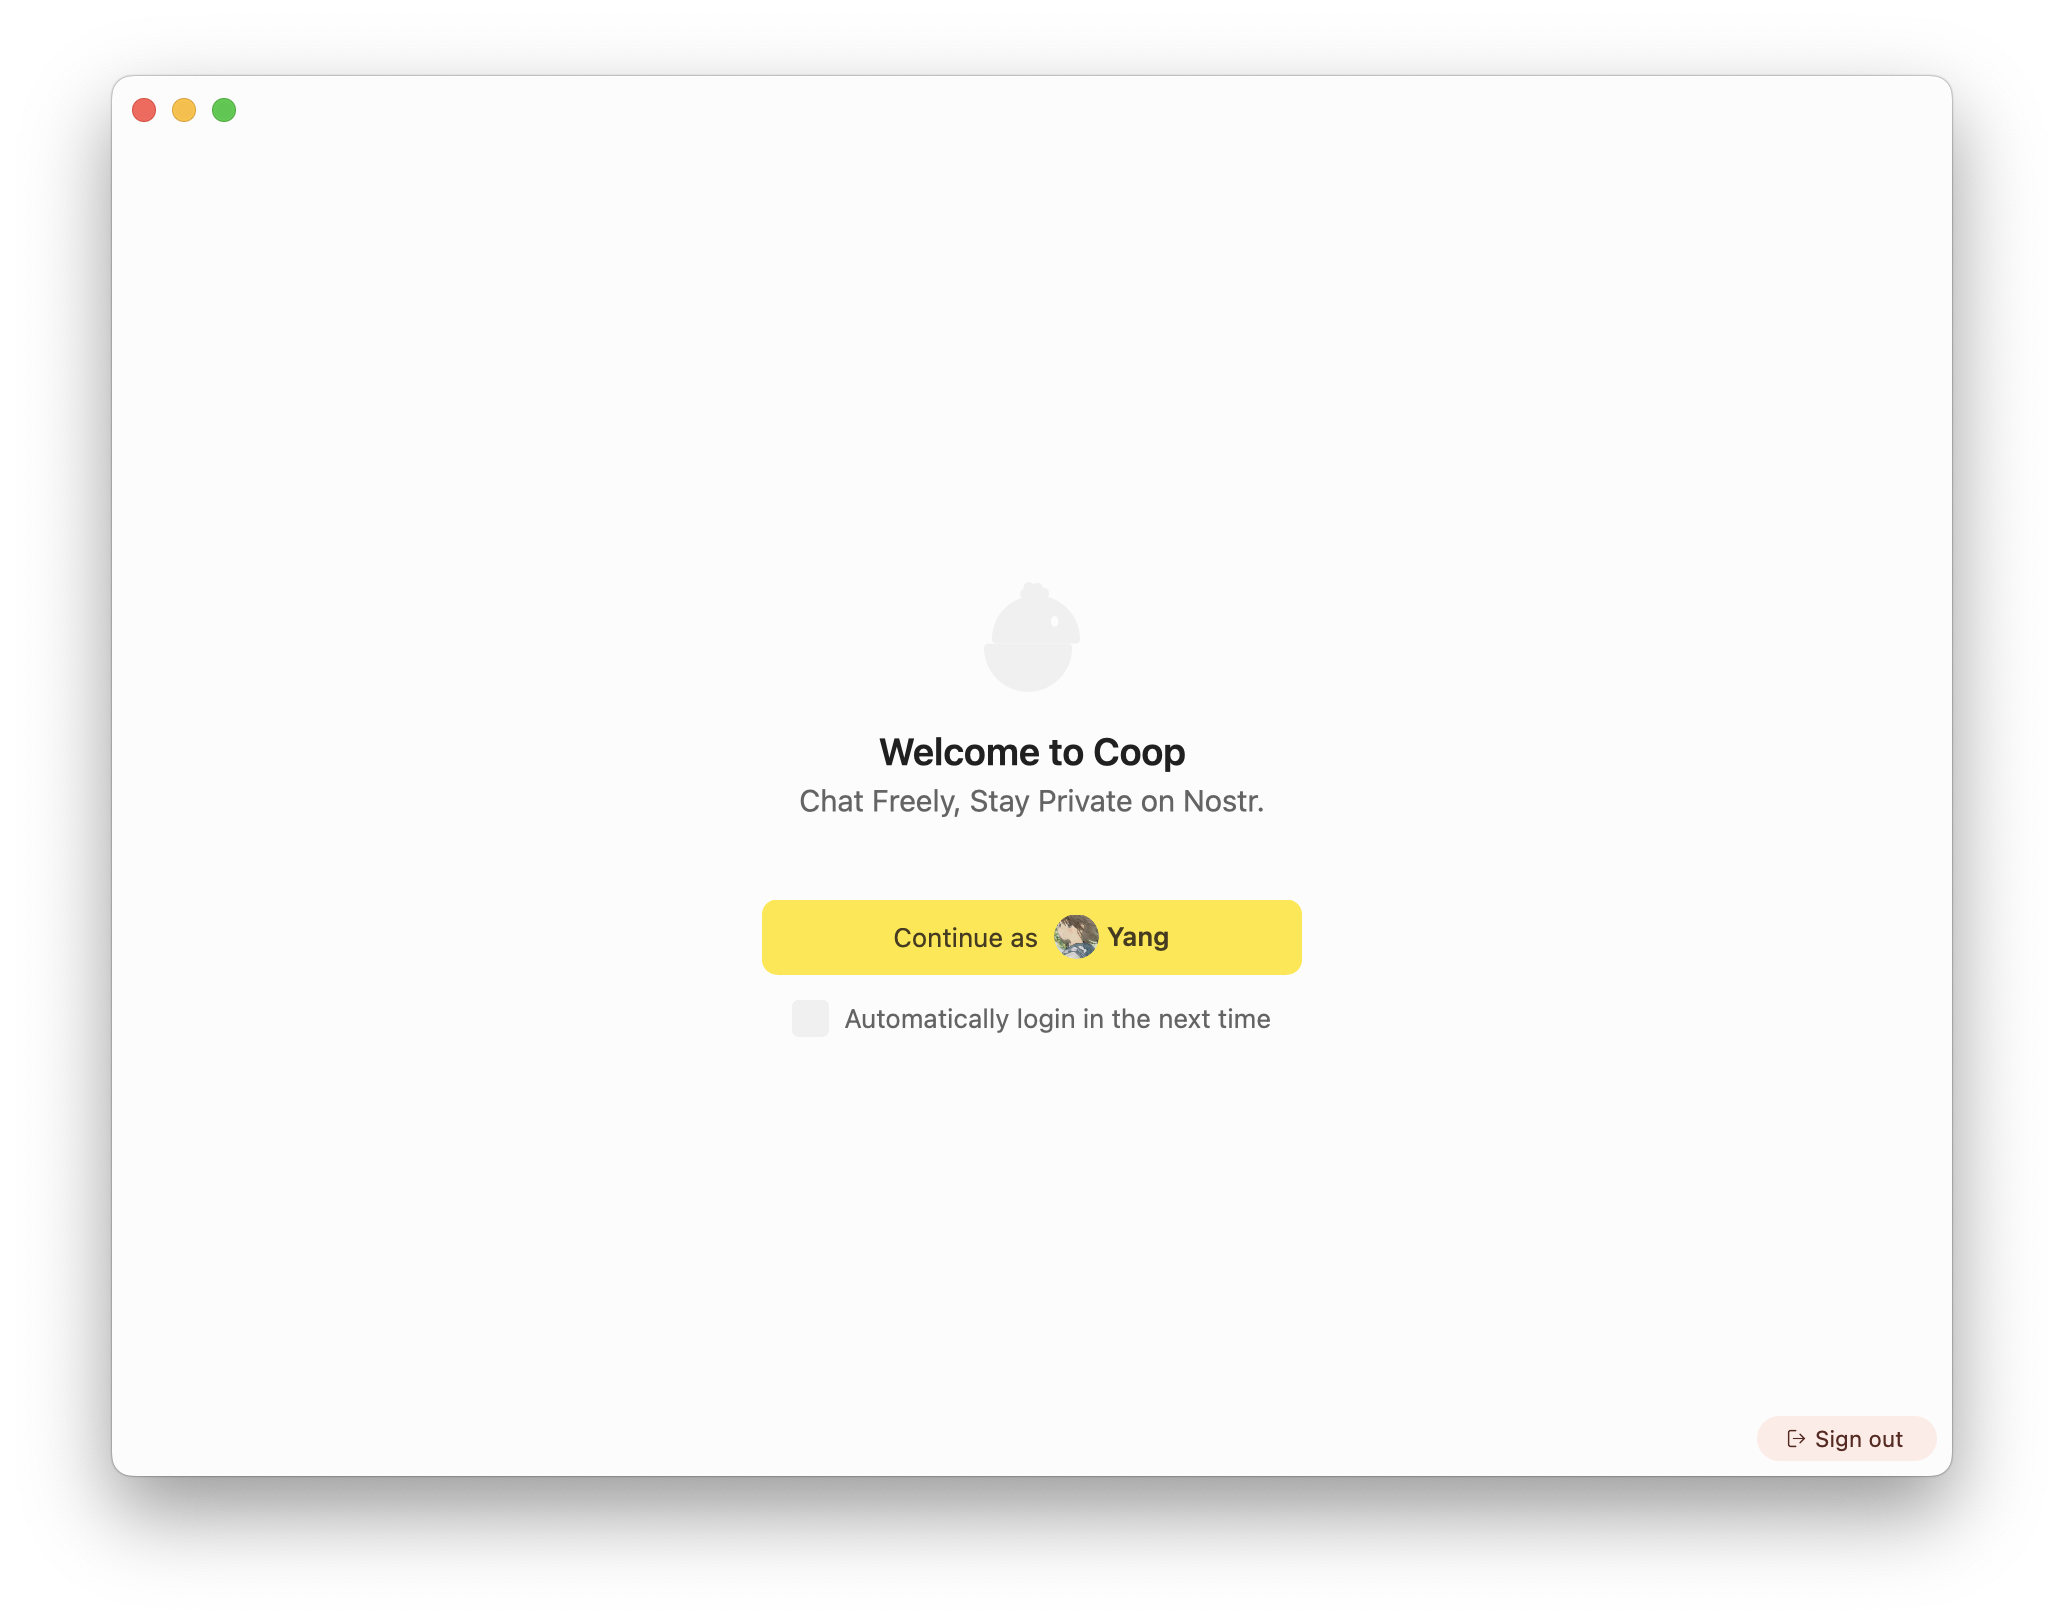 Welcome to Coop
Chat Freely, Stay Private on Nostr.
Continue as Yang
Automatically login in the next time
Sign out